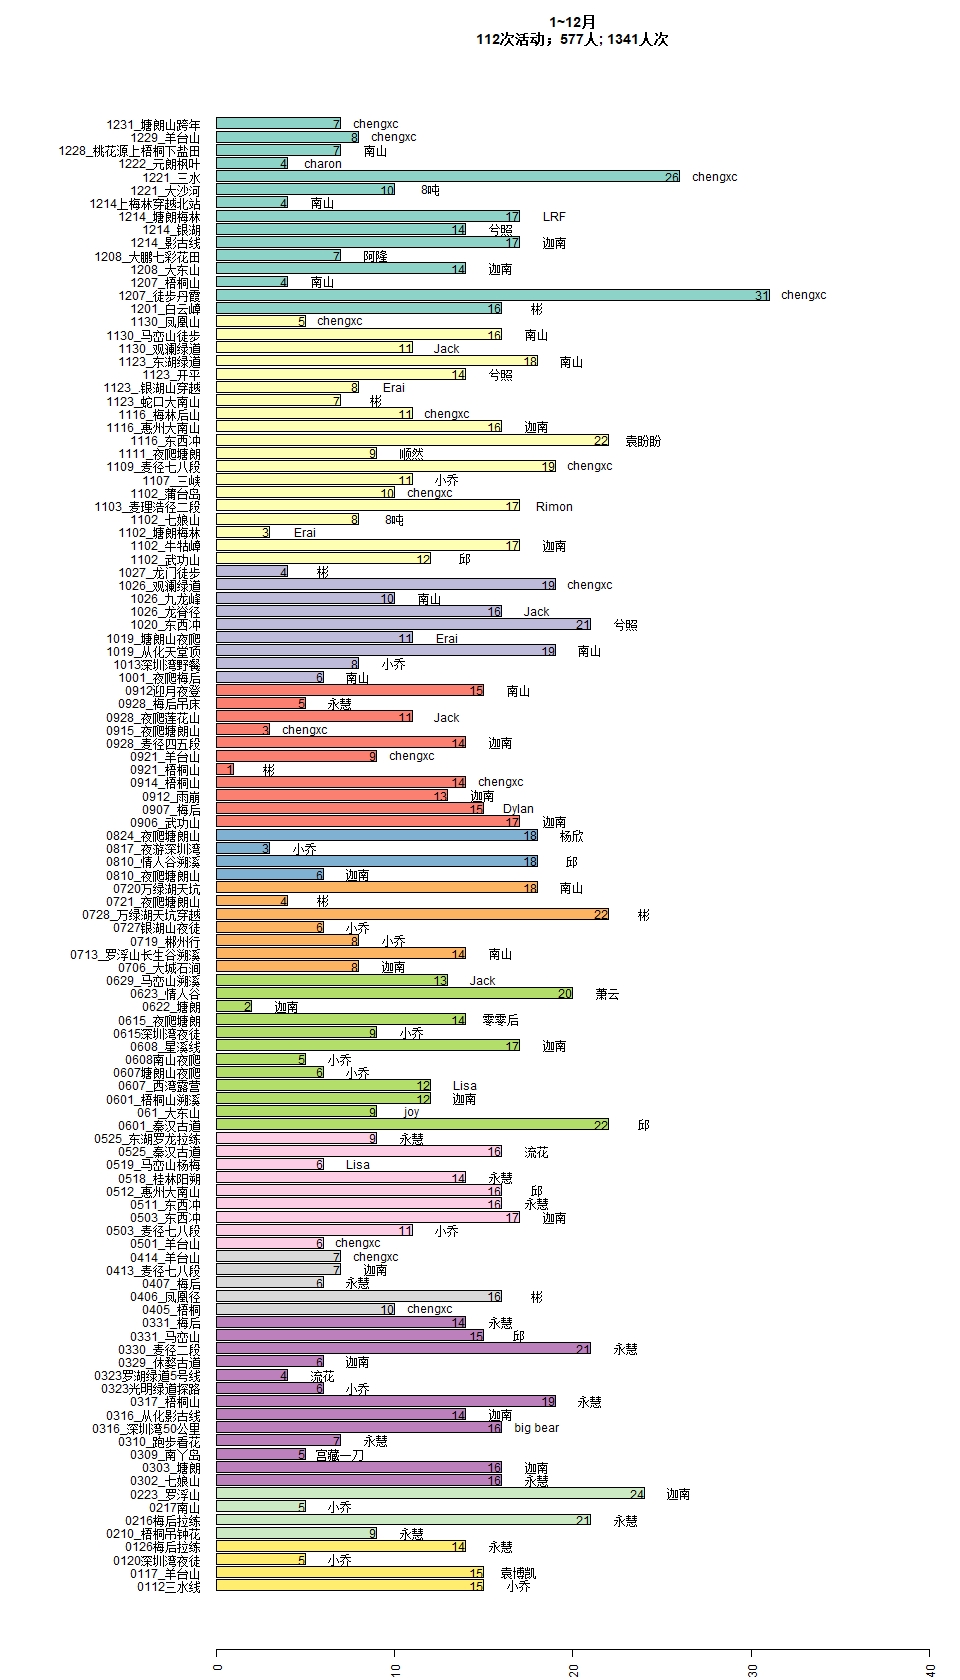 1~12月
112次活动；577人; 1341人次
1231_塘朗山跨年 7 chengxc
1229_羊台山 8 chengxc
1228_桃花源上梧桐下盐田 7 南山
1222_元朗枫叶 4 charon
1221_三水 26 chengxc
1221_大沙河 10 8吨
1214上梅林穿越北站 4 南山
1214_塘朗梅林 17 LRF
1214_银湖 14 兮照
1214_影古线 17 迦南
1208_大鹏七彩花田 7 阿隆
1208_大东山 14 迦南
1207_梧桐山 4 南山
1207_徒步丹霞 31 chengxc
1201_白云嶂 16 彬
1130_凤凰山 5 chengxc
1130_马峦山徒步 16 南山
1130_观澜绿道 11 Jack
1123_东湖绿道 18 南山
1123_开平 14 兮照
1123_.银湖山穿越 8 Erai
1123_蛇口大南山 7 彬
1116_梅林后山 11 chengxc
1116_惠州大南山 16 迦南
1116_东西冲 22 袁盼盼
1111_夜爬塘朗 9 顺然
1109_麦径七八段 19 chengxc
1107_三峡 11 小乔
1102_蒲台岛 10 chengxc
1103_麦理浩径二段 17 Rimon
1102_七娘山 8 8吨
1102_塘朗梅林 3 Erai
1102_牛牯嶂 17 迦南
1102_武功山 12 邱
1027_龙门徒步 4 彬
1026_观澜绿道 19 chengxc
1026_九龙峰 10 南山
1026_龙脊径 16 Jack
1020_东西冲 21 兮照
1019_塘朗山夜爬 11 Erai
1019_从化天堂顶 19 南山
1013深圳湾野餐 8 小乔
1001_夜爬梅后 6 南山
0912迎月夜登 15 南山
0928_梅后吊床 5 永慧
0928_夜爬莲花山 11 Jack
0915_夜爬塘朗山 3 chengxc
0928_麦径四五段 14 迦南
0921_羊台山 9 chengxc
0921_梧桐山 1 彬
0914_梧桐山 14 chengxc
0912_雨崩 13 迦南
0907_梅后 15 Dylan
0906_武功山 17 迦南
0824_夜爬塘朗山 18 杨欣
0817_夜游深圳湾 3 小乔
0810_情人谷溯溪 18 邱
0810_夜爬塘朗山 6 迦南
0720万绿湖天坑 18 南山
0721_夜爬塘朗山 4 彬
0728_万绿湖天坑穿越 22 彬
0727银湖山夜徒 6 小乔
0719_郴州行 8 小乔
0713_罗浮山长生谷溯溪 14 南山
0706_大城石涧 8 迦南
0629_马峦山溯溪 13 Jack
0623_情人谷 20 萧云
0622_塘朗 2 迦南
0615_夜爬塘朗 14 零零后
0615深圳湾夜徒 9 小乔
0608_星溪线 17 迦南
0608南山夜爬 5 小乔
0607塘朗山夜爬 6 小乔
0607_西湾露营 12 Lisa
0601_梧桐山溯溪 12 迦南
061_大东山 9 joy
0601_秦汉古道 22 邱
0525_东湖罗龙拉练 9 永慧
0525_秦汉古道 16 流花
0519_马峦山杨梅 6 Lisa
0518_桂林阳朔 14 永慧
0512_惠州大南山 16 邱
0511_东西冲 16 永慧
0503_东西冲 17 迦南
0503_麦径七八段 11 小乔
0501_羊台山 6 chengxc
0414_羊台山 7 chengxc
0413_麦径七八段 7 迦南
0407_梅后 6 永慧
0406_凤凰径 16 彬
0405_梧桐 10 chengxc
0331_梅后 14 永慧
0331_马峦山 15 邱
0330_麦径二段 21 永慧
0329_休婺古道 6 迦南
0323罗湖绿道5号线 4 流花
0323光明绿道探路 6 小乔
0317_梧桐山 19 永慧
0316_从化影古线 14 迦南
0316_深圳湾50公里 16 big bear
0310_跑步看花 7 永慧
0309_南丫岛 5 宫藏一刀
0303_塘朗 16 迦南
0302_七娘山 16 永慧
0223_罗浮山 24 迦南
0217南山 5 小乔
0216梅后拉练 21 永慧
0210_梧桐吊钟花 9 永慧
0126梅后拉练 14 永慧
0120深圳湾夜徒 5 小乔
0117_羊台山 15 袁博凯
0112三水线 15 小乔
0 10 20 30 40